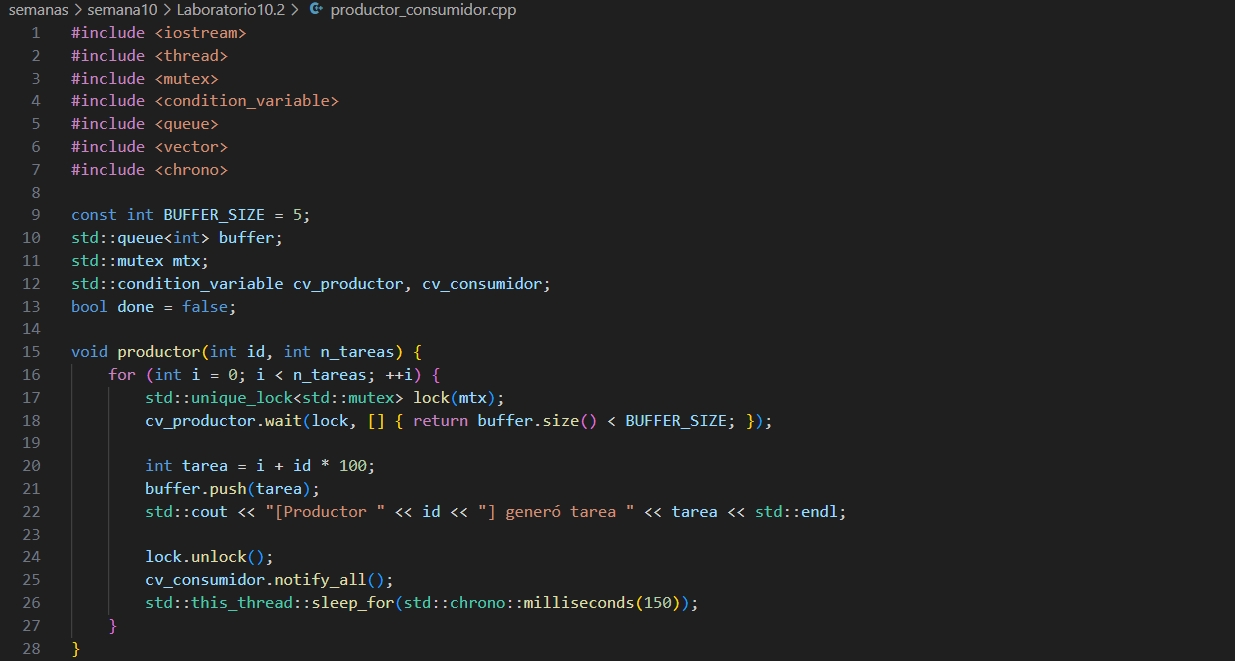 semanas > semana10 > Laboratorio10.2 > productor_consumidor.cpp
1 #include <iostream>
2 #include <thread>
3 #include <mutex>
4 #include <condition_variable>
5 #include <queue>
6 #include <vector>
7 #include <chrono>
8
9 const int BUFFER_SIZE = 5;
10 std::queue<int> buffer;
11 std::mutex mtx;
12 std::condition_variable cv_productor, cv_consumidor;
13 bool done = false;
14
15 void productor(int id, int n_tareas) {
16     for (int i = 0; i < n_tareas; ++i) {
17         std::unique_lock<std::mutex> lock(mtx);
18         cv_productor.wait(lock, [] { return buffer.size() < BUFFER_SIZE; });
19
20         int tarea = i + id * 100;
21         buffer.push(tarea);
22         std::cout << "[Productor " << id << "] generó tarea " << tarea << std::endl;
23
24         lock.unlock();
25         cv_consumidor.notify_all();
26         std::this_thread::sleep_for(std::chrono::milliseconds(150));
27     }
28 }